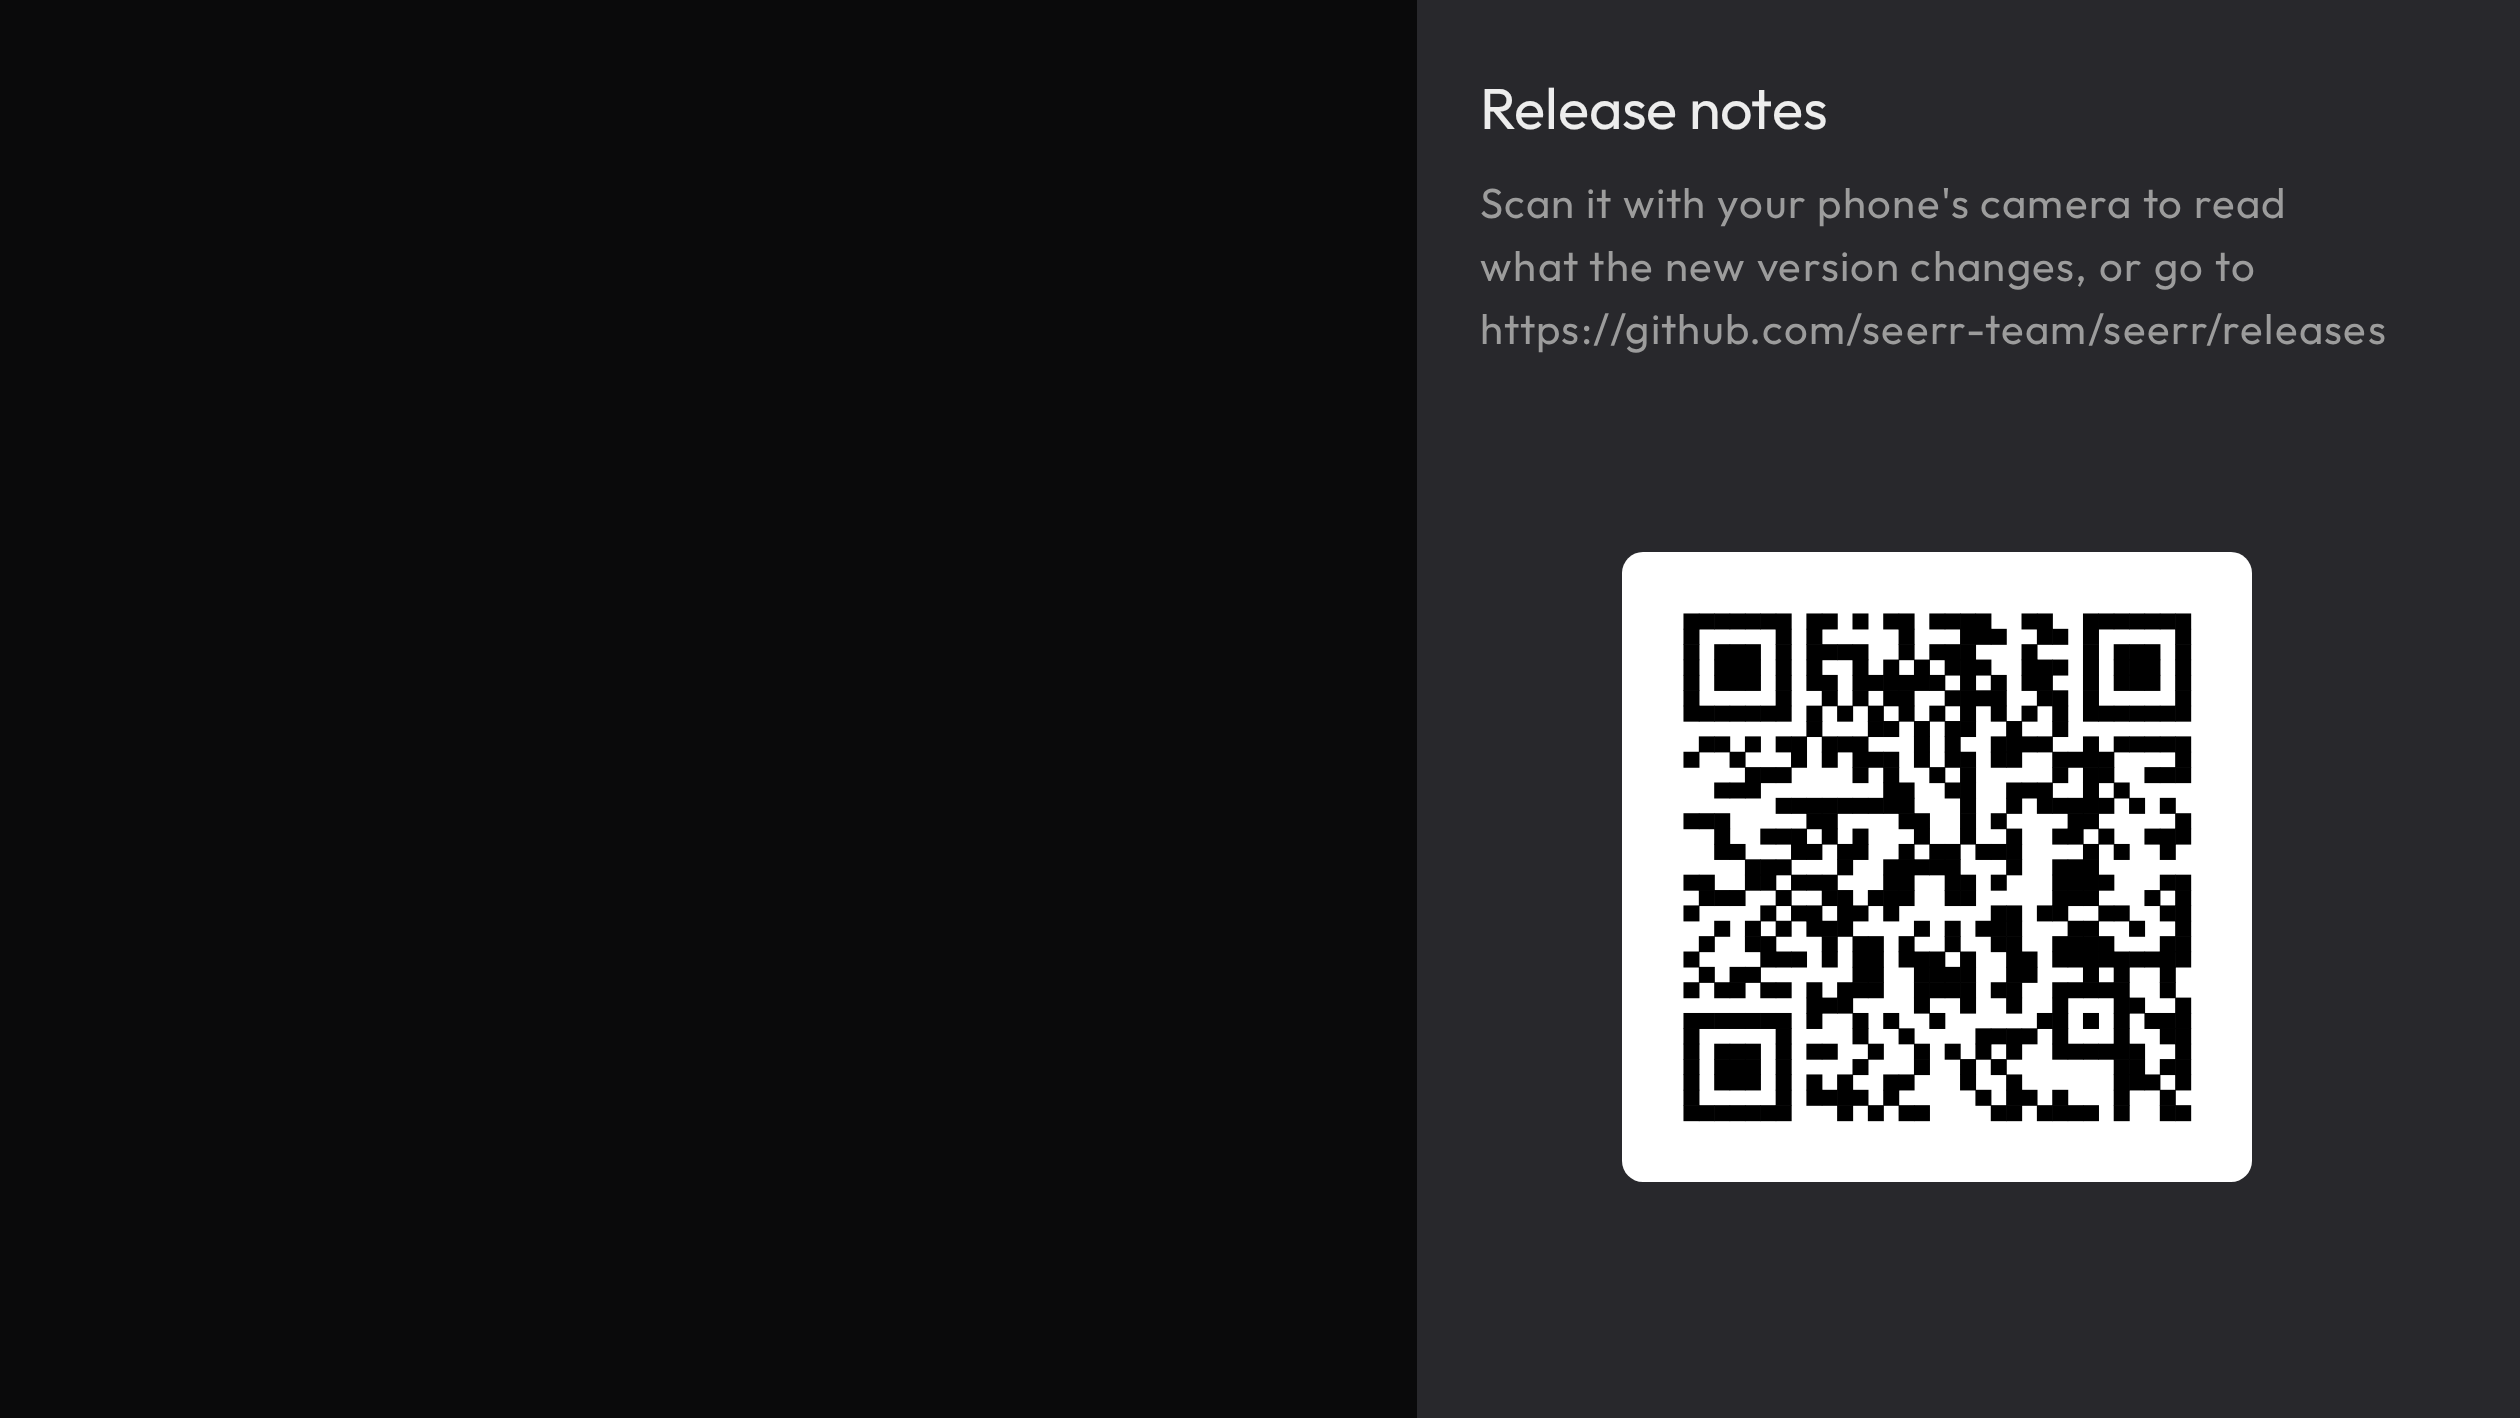 Release notes
Scan it with your phone's camera to read
what the new version changes, or go to
https://github.com/seerr-team/seerr/releases